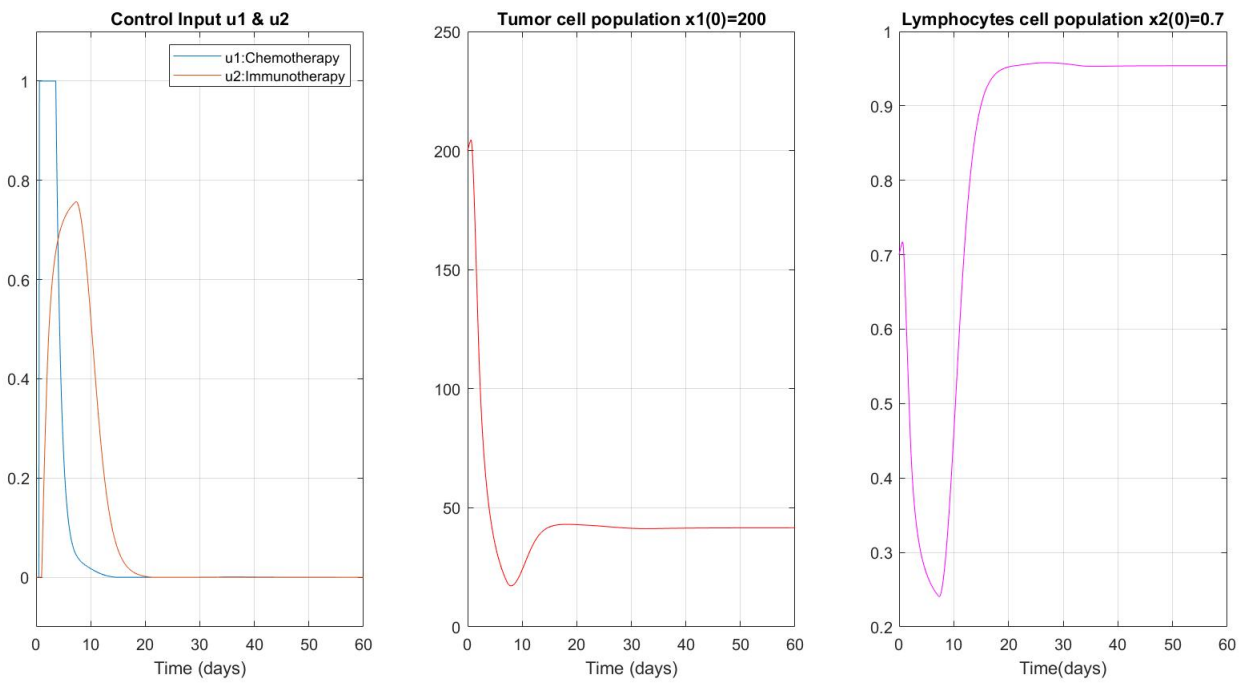 Control Input u1 & u2
u1:Chemotherapy
u2:Immunotherapy
1
0.8
0.6
0.4
0.2
0
0 10 20 30 40 50 60
Time (days)
Tumor cell population x1(0)=200
250
200
150
100
50
0
0 10 20 30 40 50 60
Time (days)
Lymphocytes cell population x2(0)=0.7
1
0.9
0.8
0.7
0.6
0.5
0.4
0.3
0.2
0 10 20 30 40 50 60
Time(days)